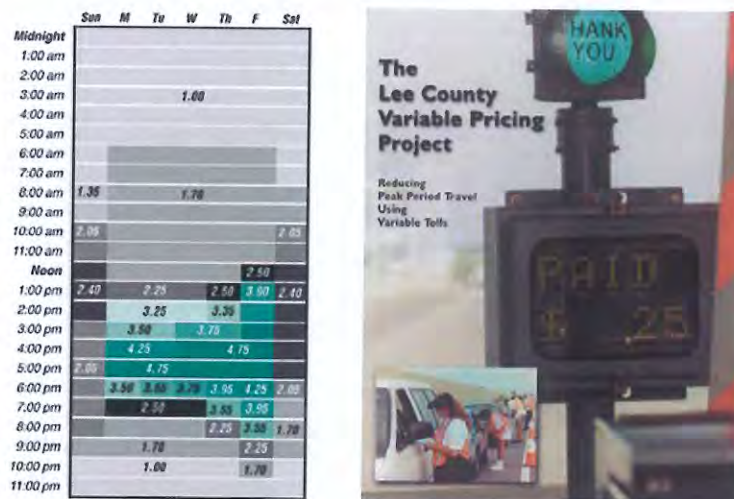 Sun M Tu W Th F Sat
Midnight
1:00 am
2:00 am
3:00 am 1.00
4:00 am
5:00 am
6:00 am
7:00 am
8:00 am 1.35 1.70
9:00 am
10:00 am 2.05 2.05
11:00 am
Noon 2.50
1:00 pm 2.40 2.25 2.50 3.60 2.40
2:00 pm 3.25 3.35
3:00 pm 3.50 3.75
4:00 pm 4.25 4.75
5:00 pm 2.05 4.75
6:00 pm 3.50 3.75 3.95 4.25 2.05
7:00 pm 2.50 3.55 3.95
8:00 pm 2.25 3.55 1.70
9:00 pm 1.70 2.25
10:00 pm 1.00 1.70
11:00 pm
HANK
YOU
The
Lee County
Variable Pricing
Project
Reducing
Peak Period Travel
Using
Variable Tolls
PAID
$ .25